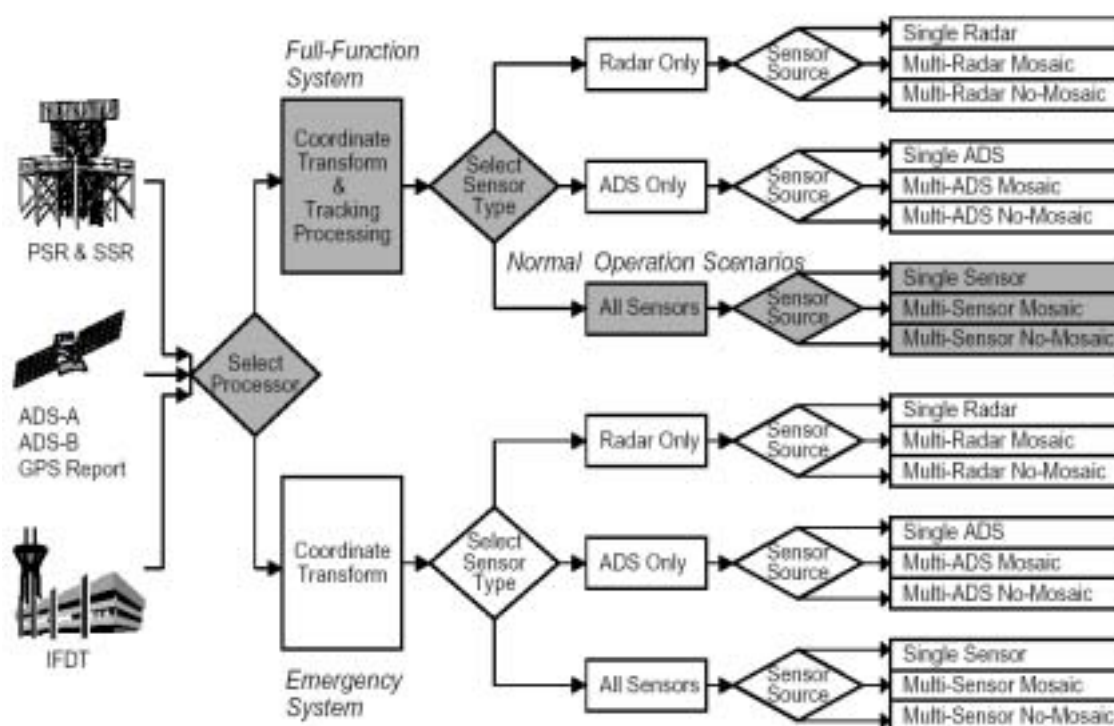 PSR & SSR
ADS-A
ADS-B
GPS Report
IFDT
Select
Processor
Full-Function
System
Coordinate
Transform
&
Tracking
Processing
Select
Sensor
Type
Radar Only
Sensor
Source
Single Radar
Multi-Radar Mosaic
Multi-Radar No-Mosaic
ADS Only
Sensor
Source
Single ADS
Multi-ADS Mosaic
Multi-ADS No-Mosaic
Normal Operation Scenarios
All Sensors
Sensor
Source
Single Sensor
Multi-Sensor Mosaic
Multi-Sensor No-Mosaic
Coordinate
Transform
Emergency
System
Select
Sensor
Type
Radar Only
Sensor
Source
Single Radar
Multi-Radar Mosaic
Multi-Radar No-Mosaic
ADS Only
Sensor
Source
Single ADS
Multi-ADS Mosaic
Multi-ADS No-Mosaic
All Sensors
Sensor
Source
Single Sensor
Multi-Sensor Mosaic
Multi-Sensor No-Mosaic